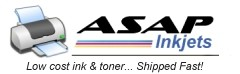 ASAP
Inkjets
Low cost ink & toner... Shipped Fast!